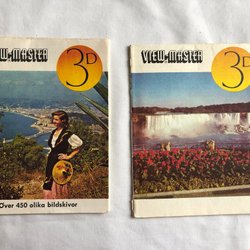 VIEW-MASTER
3D
Över 450 olika bildskivor
VIEW-MASTER
3D